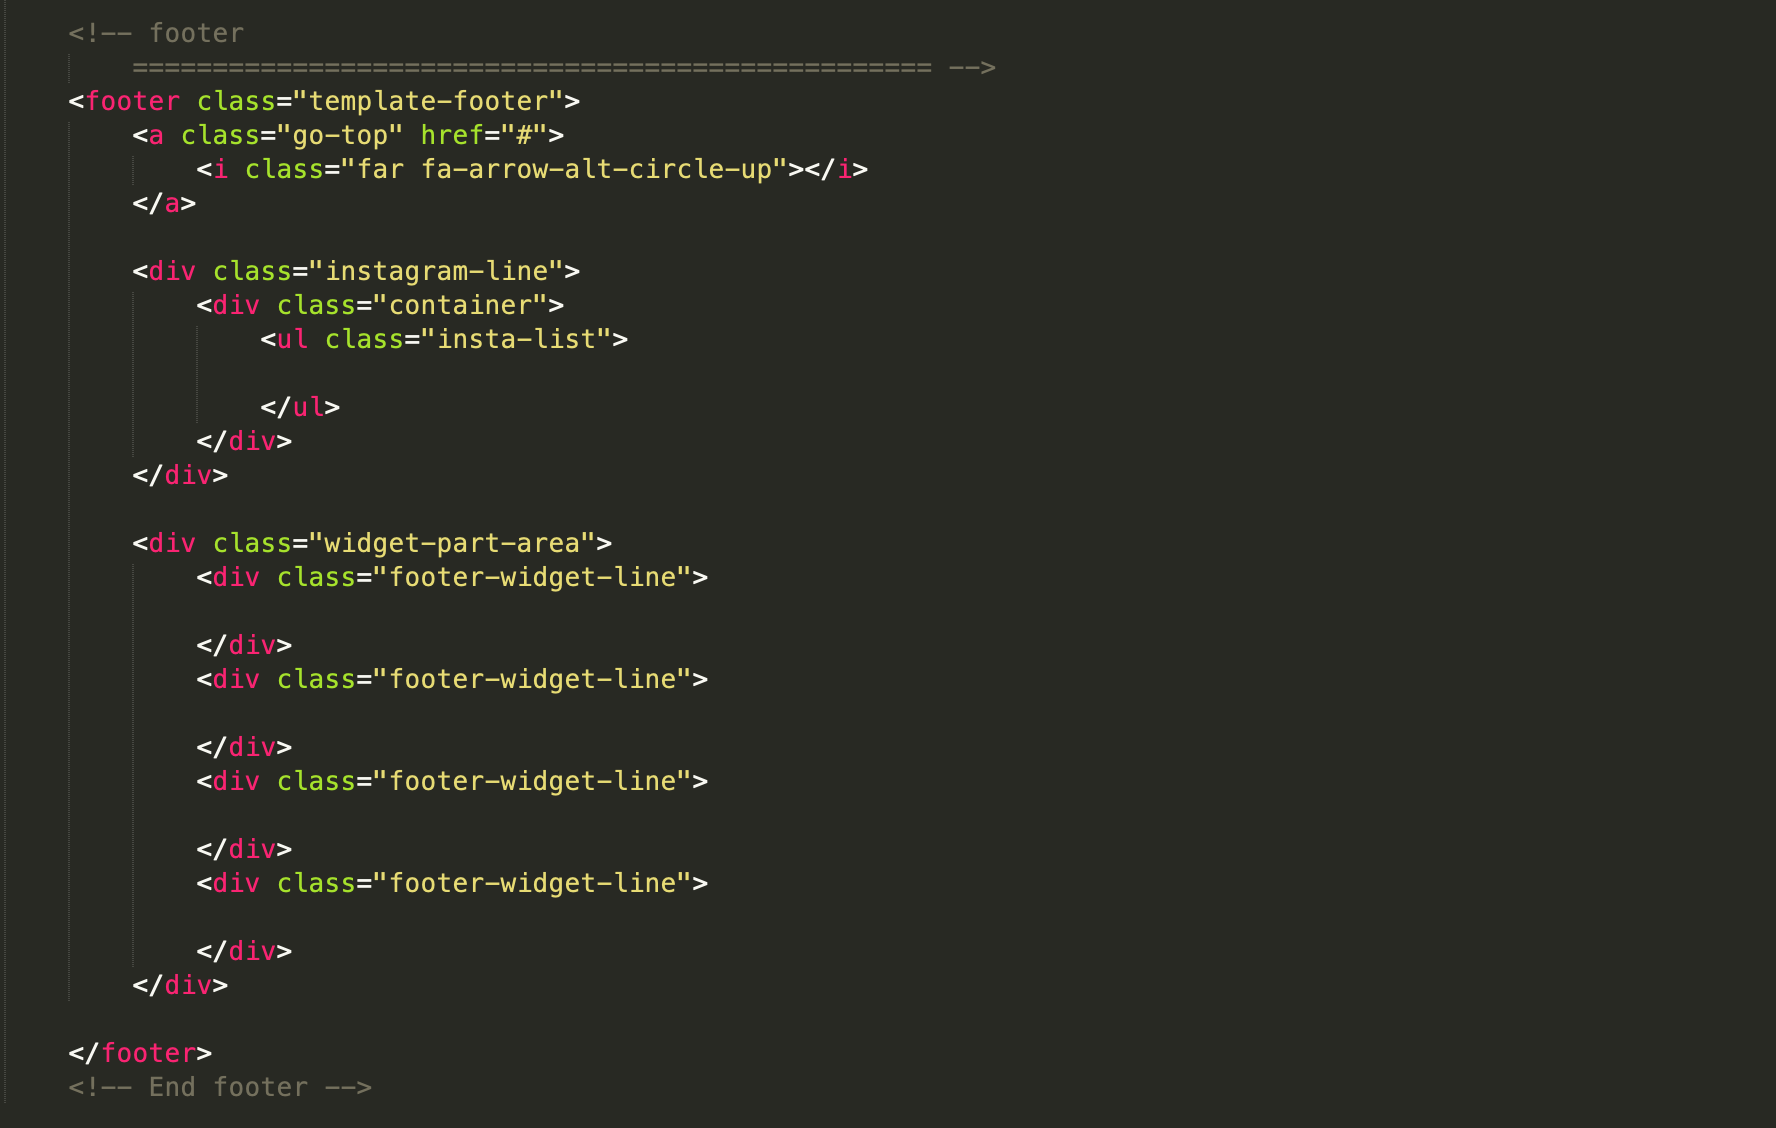 <!-- footer
================================================== -->
<footer class="template-footer">
<a class="go-top" href="#">
<i class="far fa-arrow-alt-circle-up"></i>
</a>
<div class="instagram-line">
<div class="container">
<ul class="insta-list">
</ul>
</div>
</div>
<div class="widget-part-area">
<div class="footer-widget-line">
</div>
<div class="footer-widget-line">
</div>
<div class="footer-widget-line">
</div>
<div class="footer-widget-line">
</div>
</div>
</footer>
<!-- End footer -->